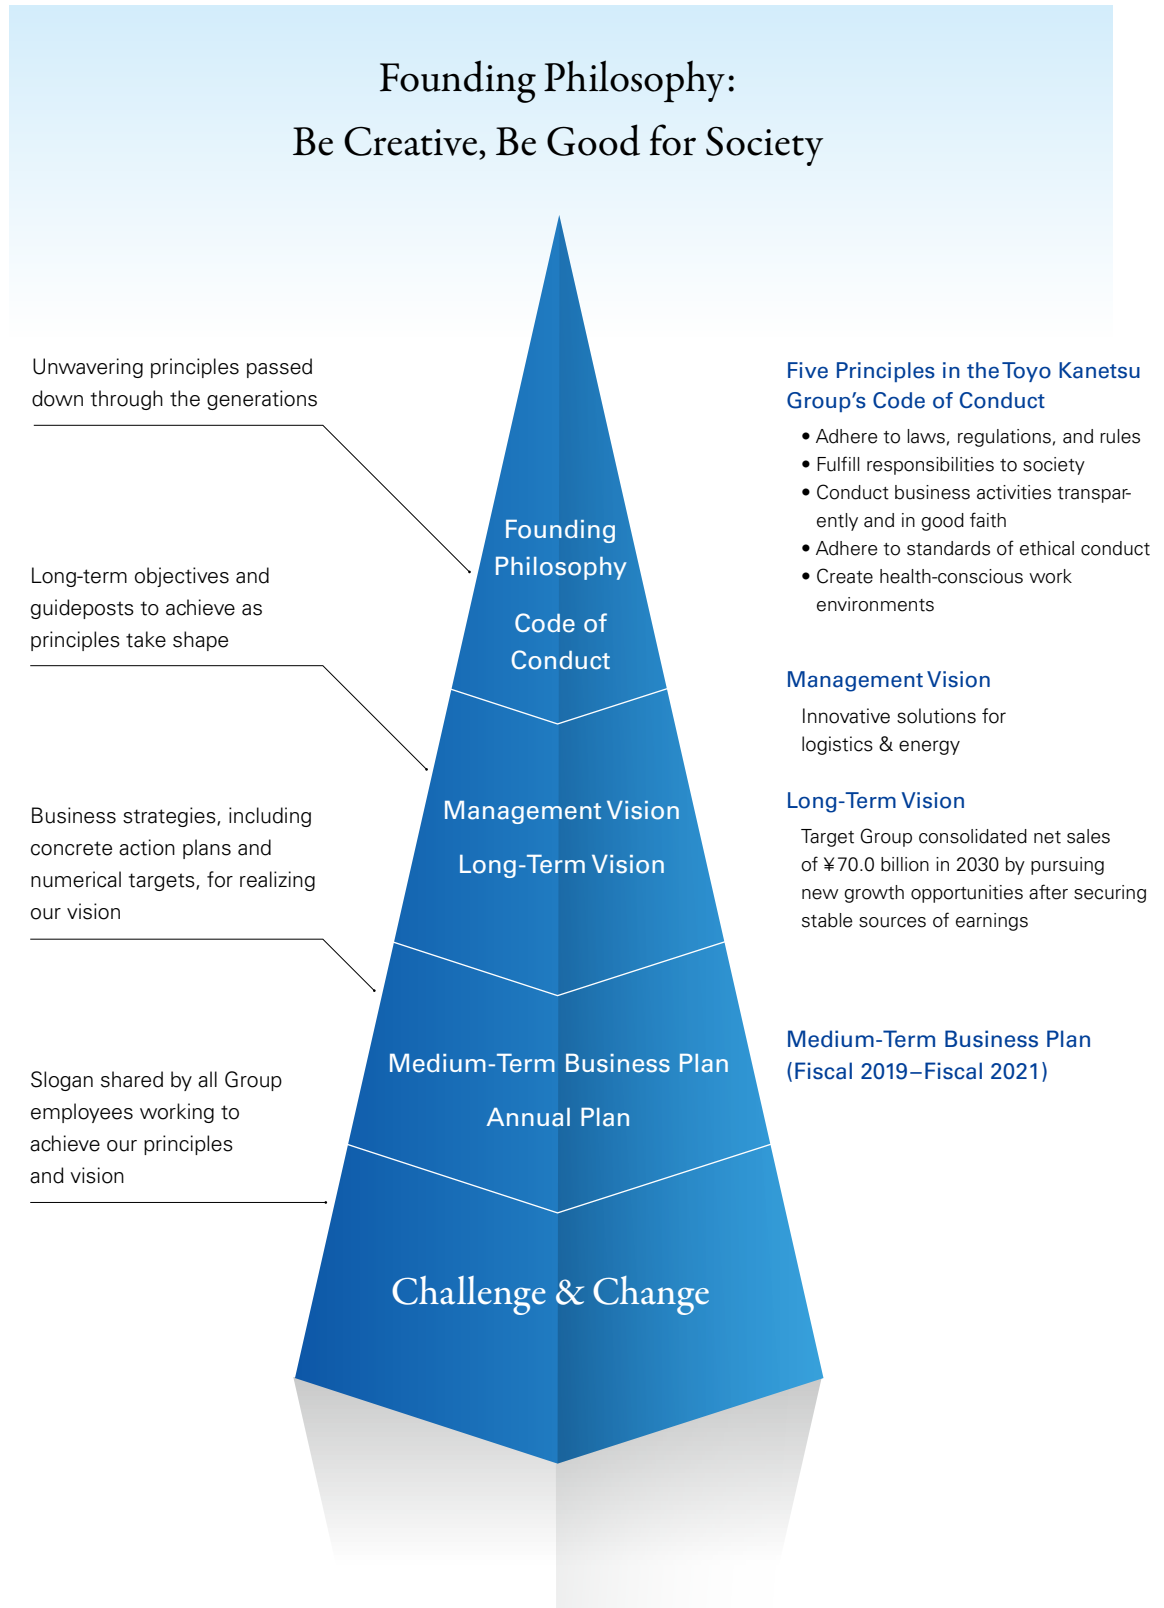 Founding Philosophy:
Be Creative, Be Good for Society
Unwavering principles passed
down through the generations
Long-term objectives and
guideposts to achieve as
principles take shape
Business strategies, including
concrete action plans and
numerical targets, for realizing
our vision
Slogan shared by all Group
employees working to
achieve our principles
and vision
Founding
Philosophy
Code of
Conduct
Management Vision
Long-Term Vision
Medium-Term Business Plan
Annual Plan
Challenge & Change
Five Principles in the Toyo Kanetsu
Group's Code of Conduct
• Adhere to laws, regulations, and rules
• Fulfill responsibilities to society
• Conduct business activities transpar-
ently and in good faith
• Adhere to standards of ethical conduct
• Create health-conscious work
environments
Management Vision
Innovative solutions for
logistics & energy
Long-Term Vision
Target Group consolidated net sales
of ¥70.0 billion in 2030 by pursuing
new growth opportunities after securing
stable sources of earnings
Medium-Term Business Plan
(Fiscal 2019–Fiscal 2021)